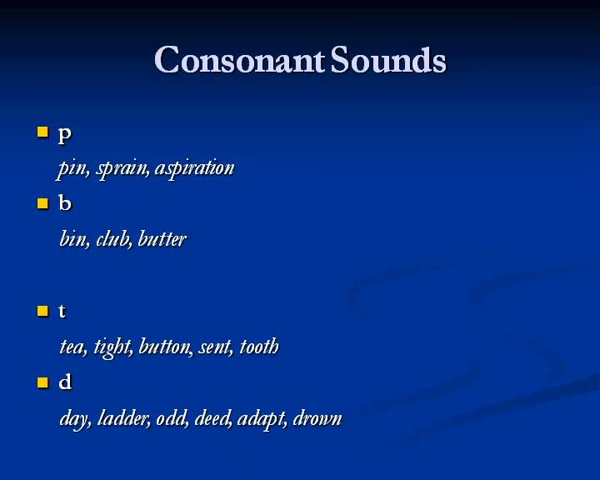 Consonant Sounds
p
pin, sprain, aspiration
b
bin, club, butter
t
tea, tight, button, sent, tooth
d
day, ladder, odd, deed, adapt, drown